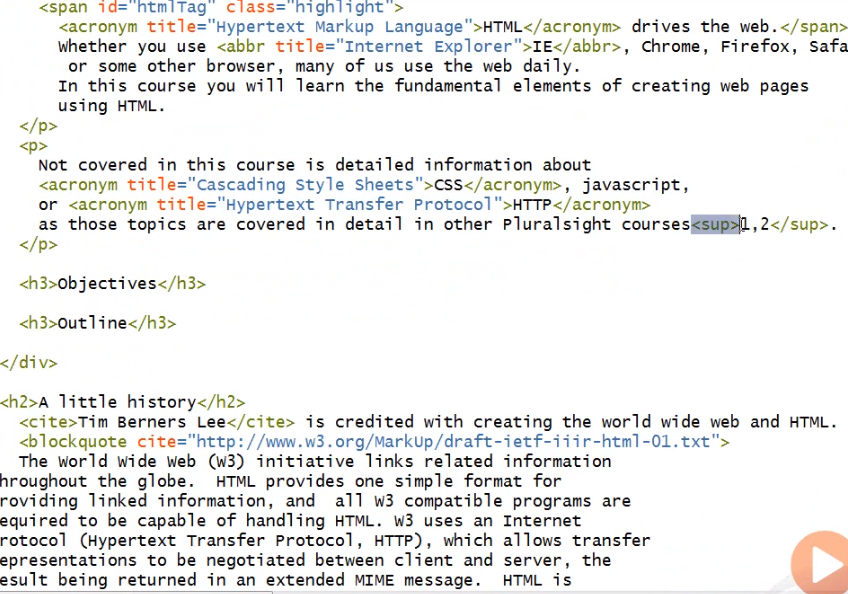 <span id="htmlTag" class="highlight">
<acronym title="Hypertext Markup Language">HTML</acronym> drives the web.</span>
Whether you use <abbr title="Internet Explorer">IE</abbr>, Chrome, Firefox, Safa
or some other browser, many of us use the web daily.
In this course you will learn the fundamental elements of creating web pages
using HTML.
</p>
<p>
Not covered in this course is detailed information about
<acronym title="Cascading Style Sheets">CSS</acronym>, javascript,
or <acronym title="Hypertext Transfer Protocol">HTTP</acronym>
as those topics are covered in detail in other Pluralsight courses<sup>1,2</sup>.
</p>
<h3>Objectives</h3>
<h3>Outline</h3>
</div>
<h2>A little history</h2>
<cite>Tim Berners Lee</cite> is credited with creating the world wide web and HTML.
<blockquote cite="http://www.w3.org/MarkUp/draft-ietf-iiir-html-01.txt">
The World Wide Web (W3) initiative links related information
hroughout the globe.  HTML provides one simple format for
roviding linked information, and  all W3 compatible programs are
equired to be capable of handling HTML. W3 uses an Internet
rotocol (Hypertext Transfer Protocol, HTTP), which allows transfer
epresentations to be negotiated between client and server, the
esult being returned in an extended MIME message.  HTML is